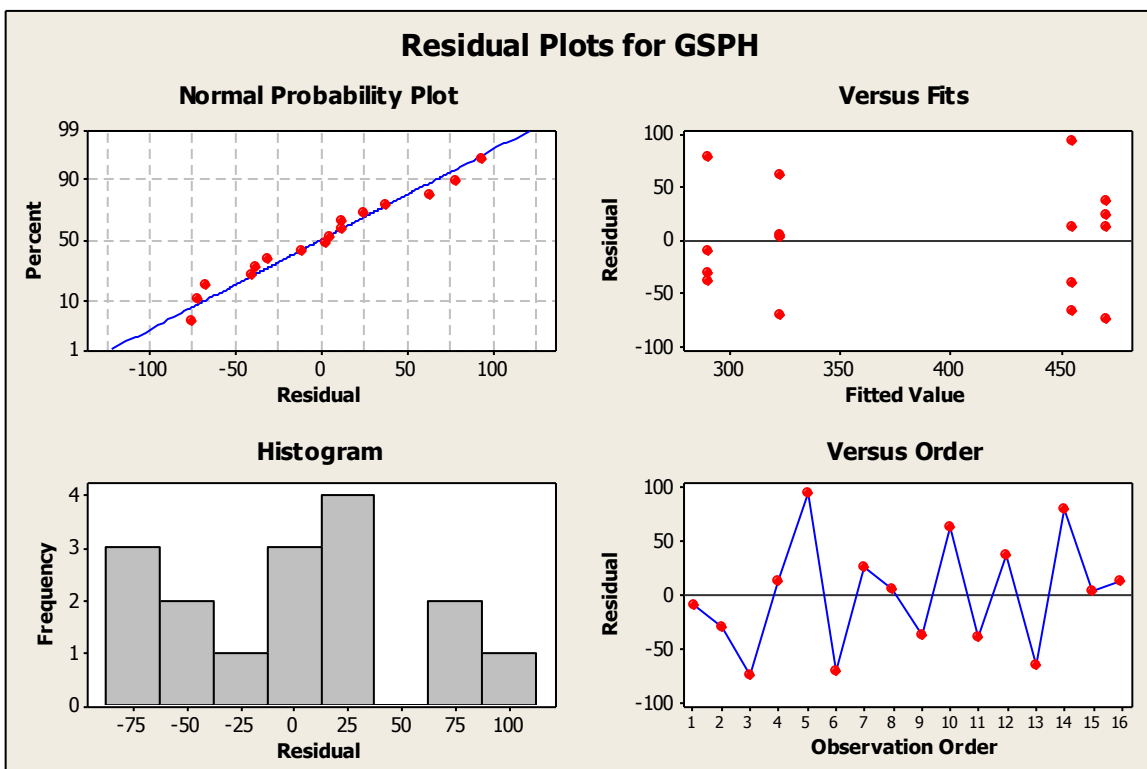 Residual Plots for GSPH
Normal Probability Plot
Percent
99
90
50
10
1
-100 -50 0 50 100
Residual
Versus Fits
Residual
100
50
0
-50
-100
300 350 400 450
Fitted Value
Histogram
Frequency
4
3
2
1
0
-75 -50 -25 0 25 50 75 100
Residual
Versus Order
Residual
100
50
0
-50
-100
1 2 3 4 5 6 7 8 9 10 11 12 13 14 15 16
Observation Order